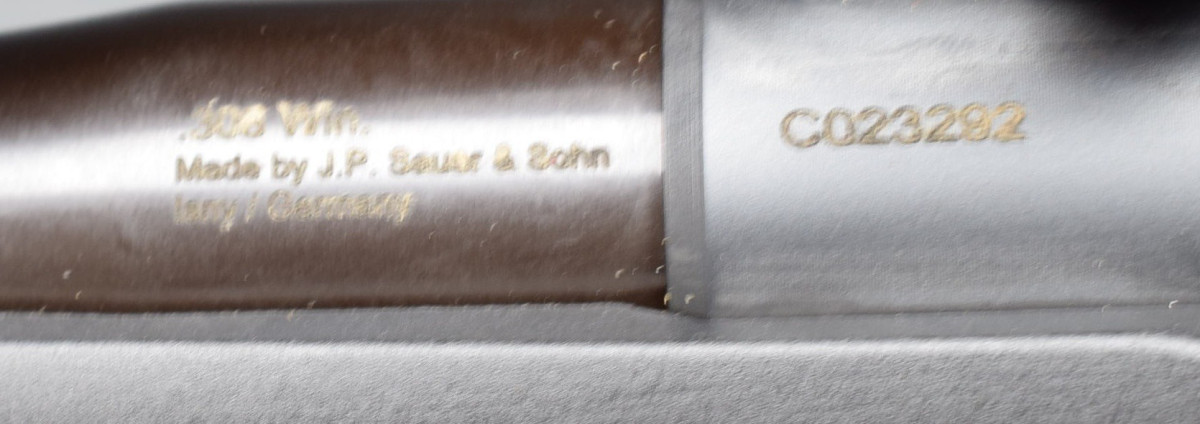 .308 Win.
Made by J.P. Sauer & Sohn
Isny / Germany
C023292